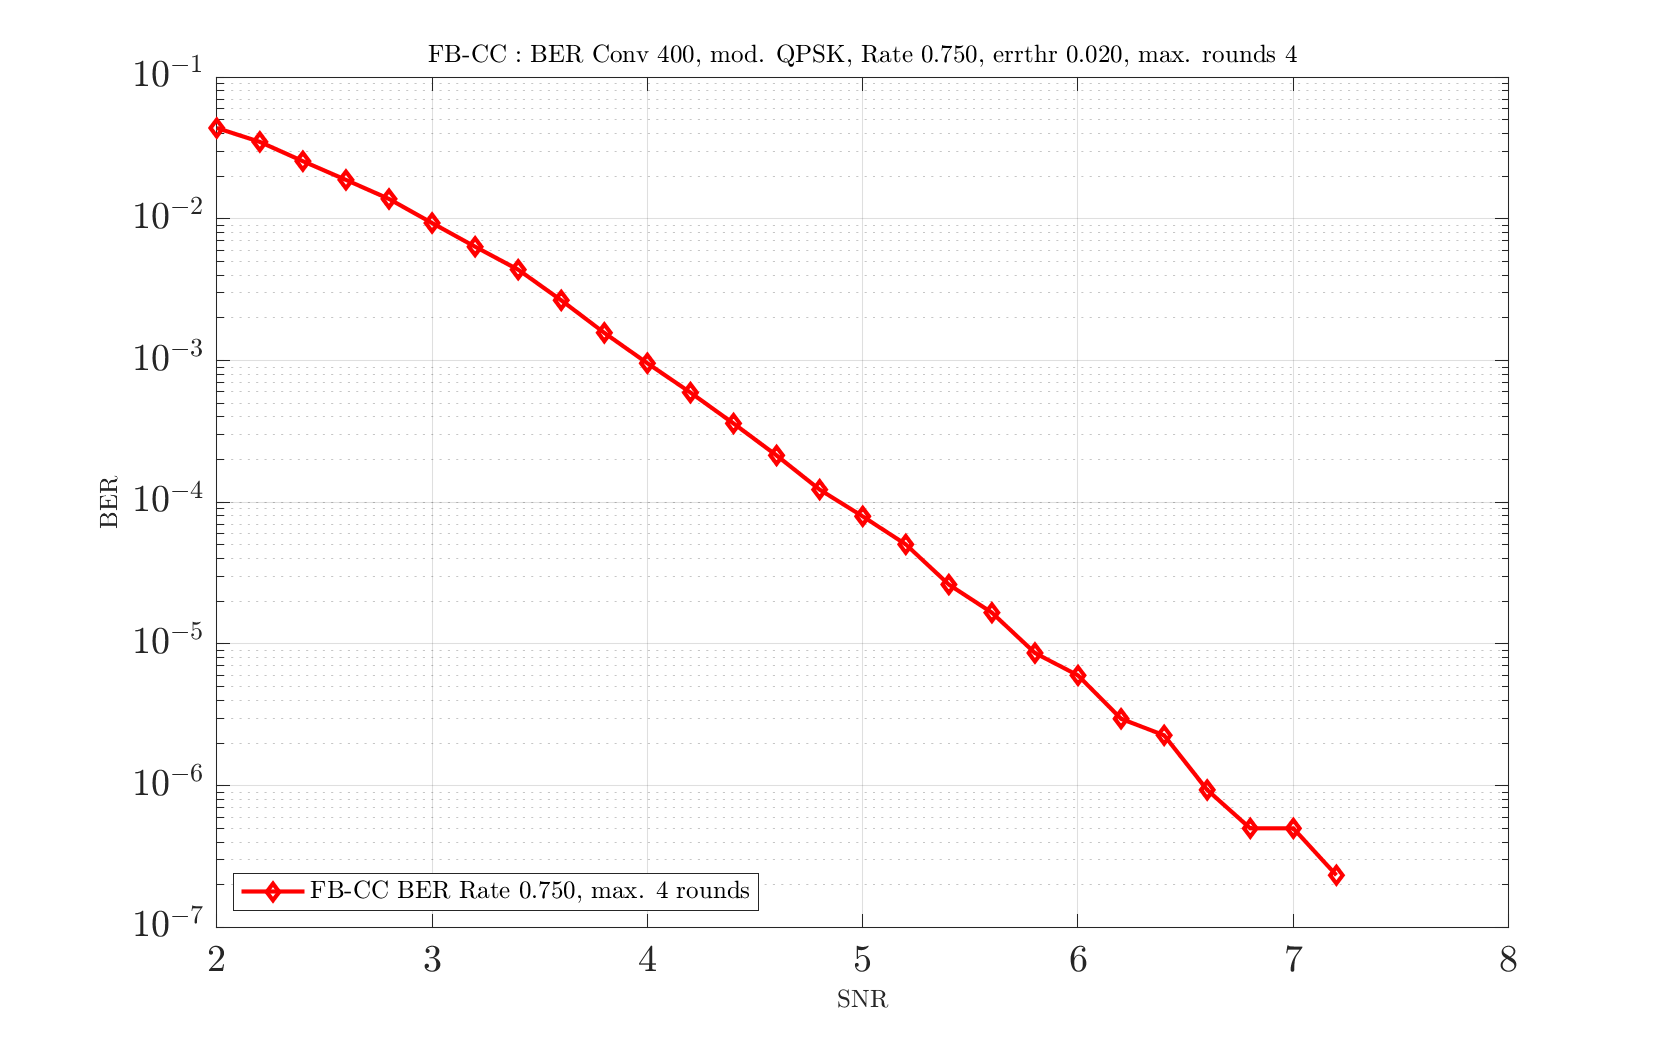 FB-CC : BER Conv 400, mod. QPSK, Rate 0.750, errthr 0.020, max. rounds 4
10⁻¹
10⁻²
10⁻³
10⁻⁴
10⁻⁵
10⁻⁶
10⁻⁷
BER
FB-CC BER Rate 0.750, max. 4 rounds
2 3 4 5 6 7 8
SNR